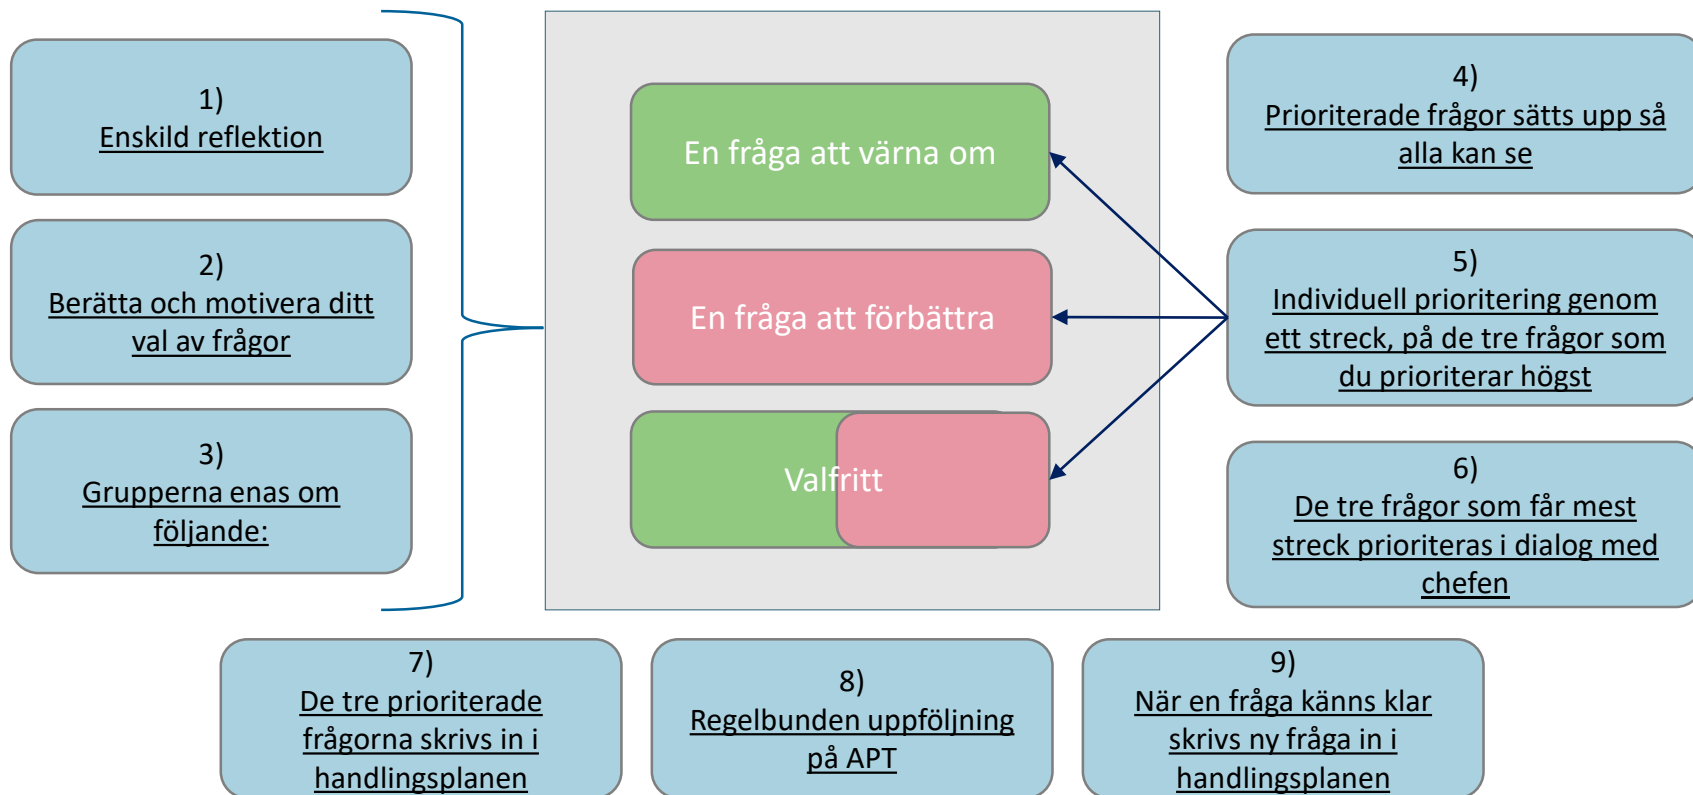 1)
Enskild reflektion
2)
Berätta och motivera ditt
val av frågor
3)
Grupperna enas om
följande:
En fråga att värna om
En fråga att förbättra
Valfritt
4)
Prioriterade frågor sätts upp så
alla kan se
5)
Individuell prioritering genom
ett streck, på de tre frågor som
du prioriterar högst
6)
De tre frågor som får mest
streck prioriteras i dialog med
chefen
7)
De tre prioriterade
frågorna skrivs in i
handlingsplanen
8)
Regelbunden uppföljning
på APT
9)
När en fråga känns klar
skrivs ny fråga in i
handlingsplanen